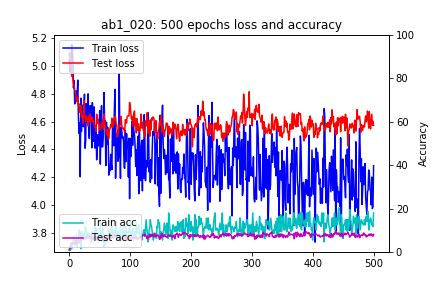 ab1_020: 500 epochs loss and accuracy
5.2
5.0
4.8
4.6
4.4
4.2
4.0
3.8
Loss
Train loss
Test loss
Train acc
Test acc
100
80
60
40
20
0
Accuracy
0
100
200
300
400
500